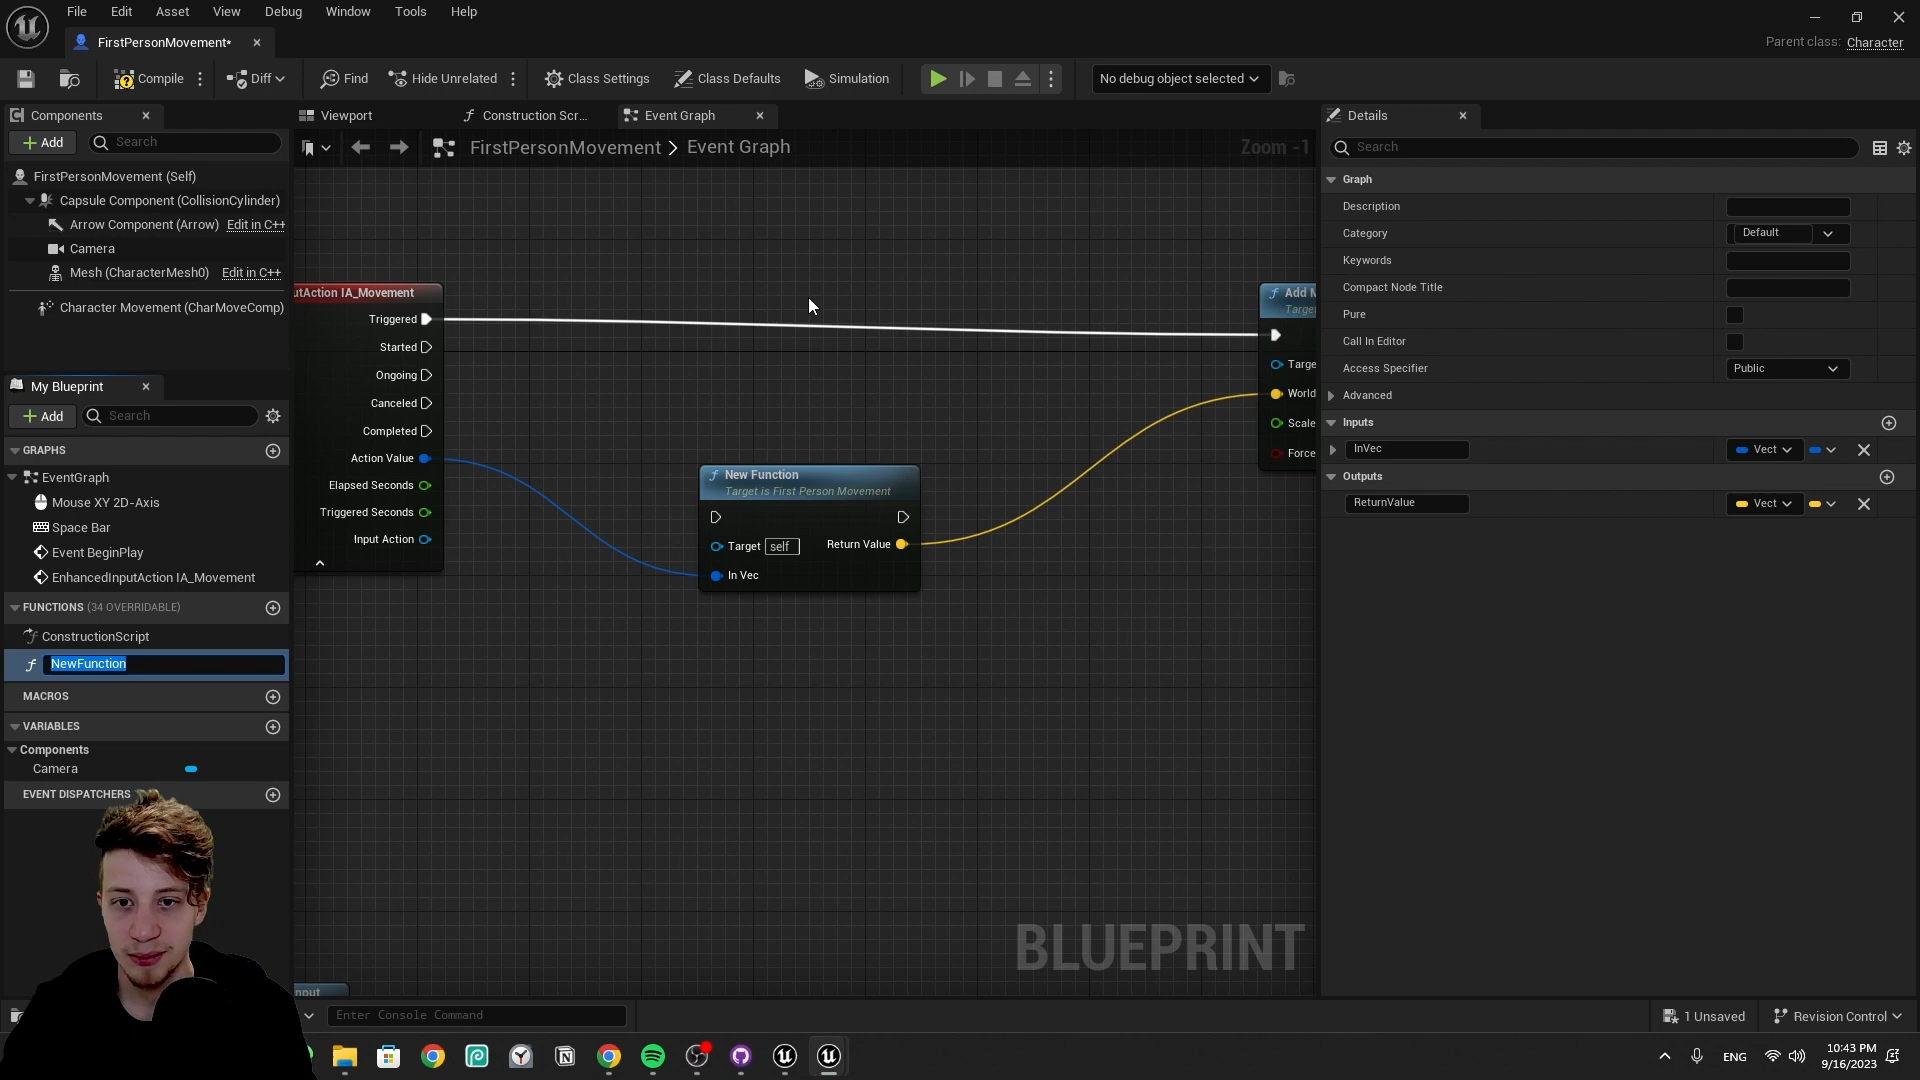 File Edit Asset View Debug Window Tools Help
FirstPersonMovement*
Parent class: Character
Compile Diff Find Hide Unrelated Class Settings Class Defaults Simulation No debug object selected
Components
Add Search
FirstPersonMovement (Self)
Capsule Component (CollisionCylinder)
Arrow Component (Arrow) Edit in C++
Camera
Mesh (CharacterMesh0) Edit in C++
Character Movement (CharMoveComp)
My Blueprint
Add Search
GRAPHS
EventGraph
Mouse XY 2D-Axis
Space Bar
Event BeginPlay
EnhancedInputAction IA_Movement
FUNCTIONS (34 OVERRIDABLE)
ConstructionScript
NewFunction
MACROS
VARIABLES
Components
Camera
EVENT DISPATCHERS
Viewport Construction Scr... Event Graph
FirstPersonMovement > Event Graph Zoom -1
utAction IA_Movement
Triggered
Started
Ongoing
Canceled
Completed
Action Value
Elapsed Seconds
Triggered Seconds
Input Action
New Function
Target is First Person Movement
Target self Return Value
In Vec
Add M
Targe
Targe
World
Scale
Force
nput
BLUEPRINT
Details
Search
Graph
Description
Category Default
Keywords
Compact Node Title
Pure
Call In Editor
Access Specifier Public
Advanced
Inputs
InVec Vect
Outputs
ReturnValue Vect
Enter Console Command
1 Unsaved Revision Control
ENG 10:43 PM
9/16/2023